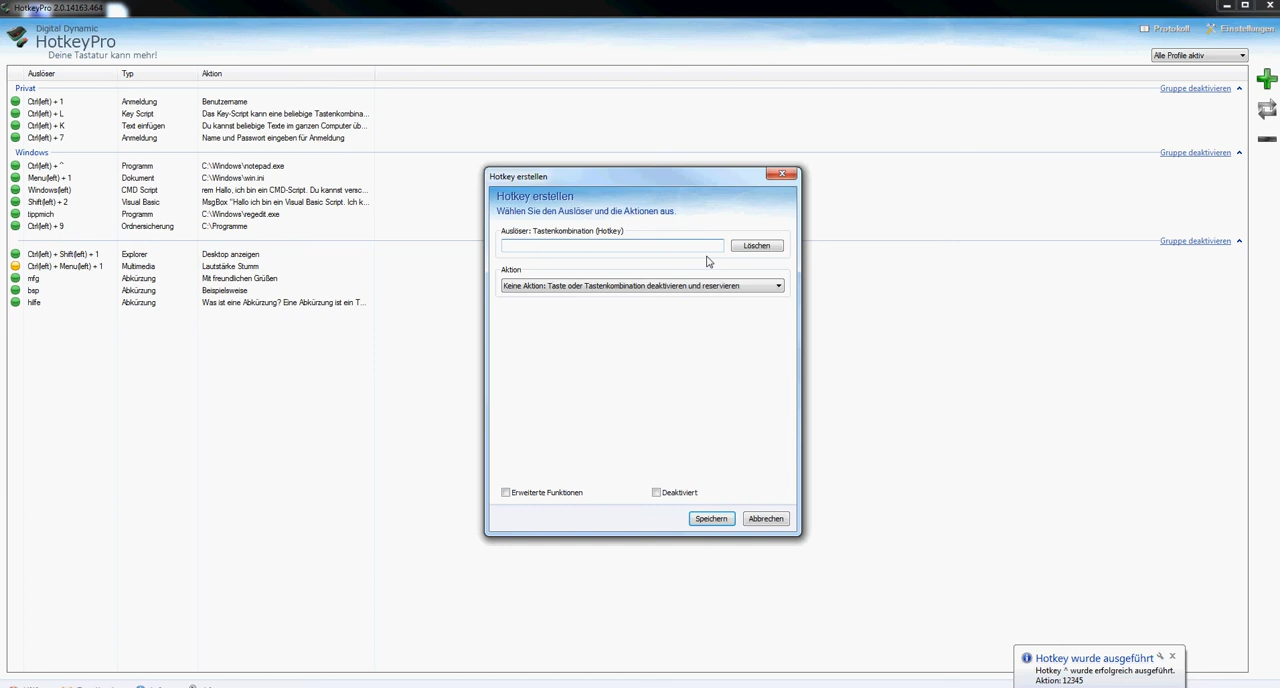 HotkeyPro 2.0.14163.464
Digital Dynamic
HotkeyPro
Deine Tastatur kann mehr!
Protokoll Einstellungen
Alle Profile aktiv
Auslöser Typ Aktion
Privat Gruppe deaktivieren
Ctrl(left) + 1 Anmeldung Benutzername
Ctrl(left) + L Key Script Das Key-Script kann eine beliebige Tastenkombina...
Ctrl(left) + K Text einfügen Du kannst beliebige Texte im ganzen Computer üb...
Ctrl(left) + 7 Anmeldung Name und Passwort eingeben für Anmeldung
Windows Gruppe deaktivieren
Ctrl(left) + ^ Programm C:\Windows\notepad.exe
Menu(left) + 1 Dokument C:\Windows\win.ini
Windows(left) CMD Script rem Hallo, ich bin ein CMD-Script. Du kannst versc...
Shift(left) + 2 Visual Basic MsgBox "Hallo ich bin ein Visual Basic Script. Ich k...
tippmich Programm C:\Windows\regedit.exe
Ctrl(left) + 9 Ordnersicherung C:\Programme
Gruppe deaktivieren
Ctrl(left) + Shift(left) + 1 Explorer Desktop anzeigen
Ctrl(left) + Menu(left) + 1 Multimedia Lautstärke Stumm
mfg Abkürzung Mit freundlichen Grüßen
bsp Abkürzung Beispielsweise
hilfe Abkürzung Was ist eine Abkürzung? Eine Abkürzung ist ein T...
Hotkey erstellen
Hotkey erstellen
Wählen Sie den Auslöser und die Aktionen aus.
Auslöser: Tastenkombination (Hotkey)
Löschen
Aktion
Keine Aktion: Taste oder Tastenkombination deaktivieren und reservieren
Erweiterte Funktionen Deaktiviert
Speichern Abbrechen
Hotkey wurde ausgeführt
Hotkey ^ wurde erfolgreich ausgeführt.
Aktion: 12345